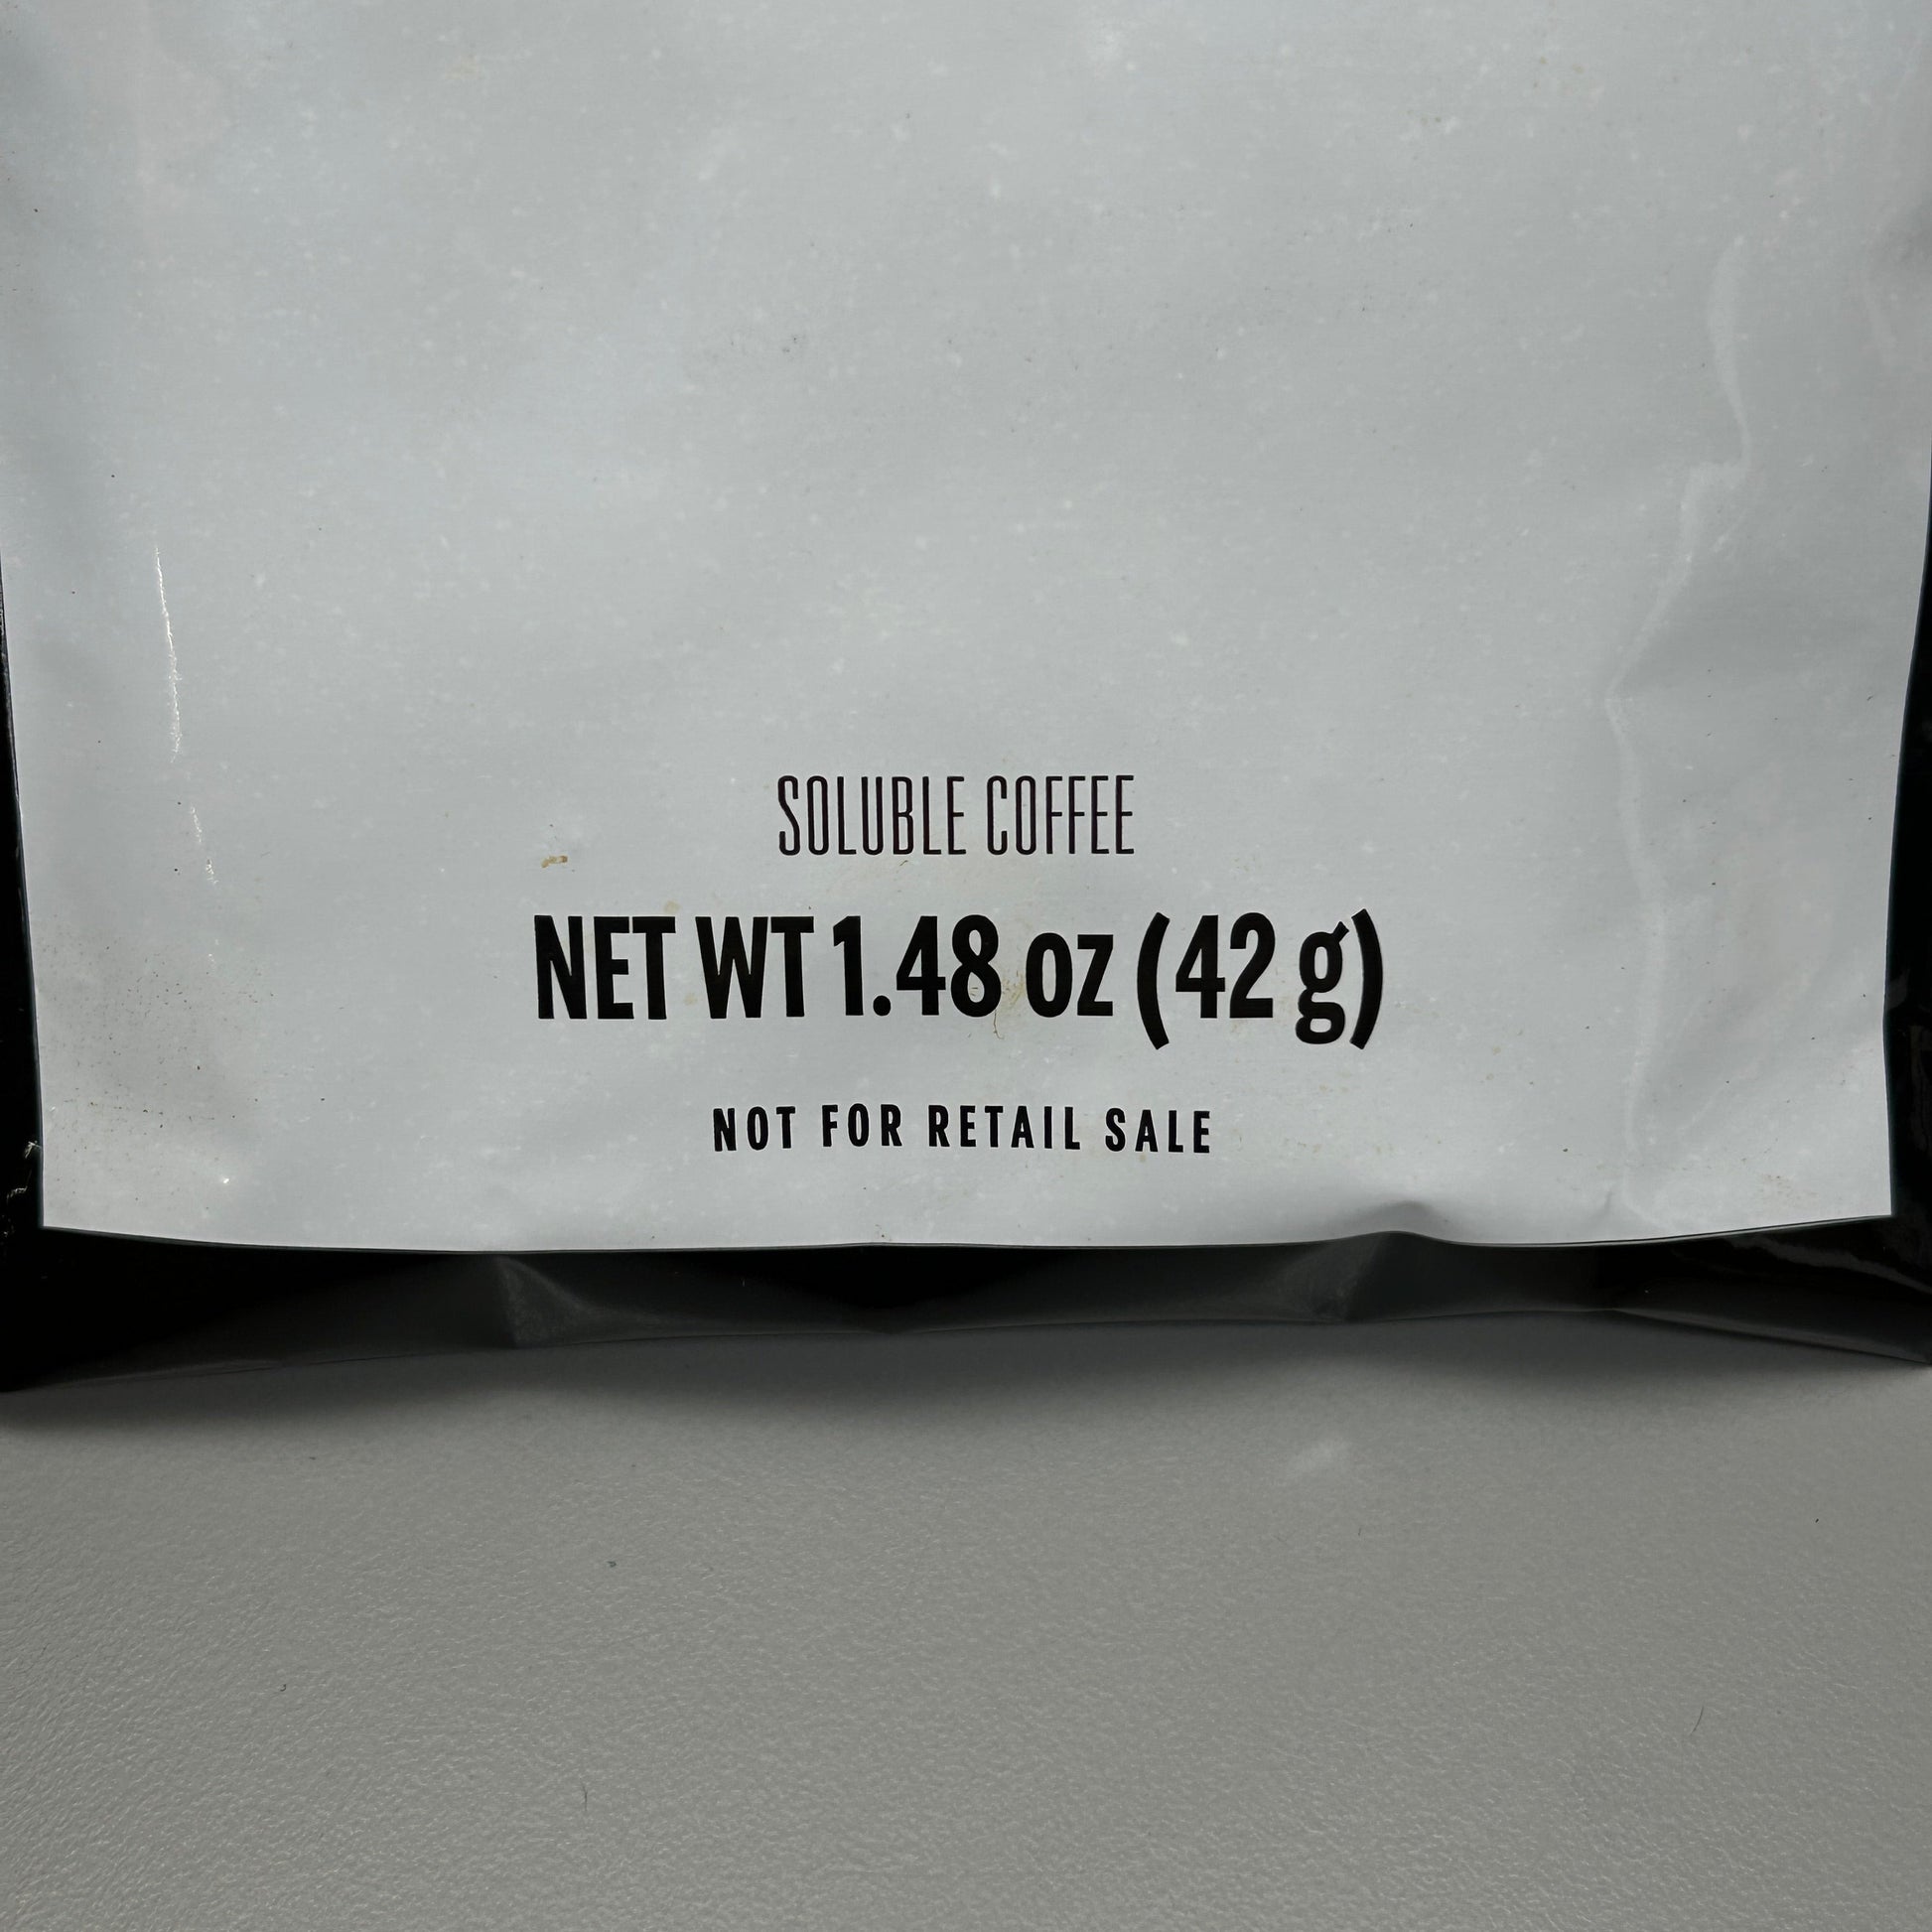 SOLUBLE COFFEE
NET WT 1.48 oz (42 g)
NOT FOR RETAIL SALE